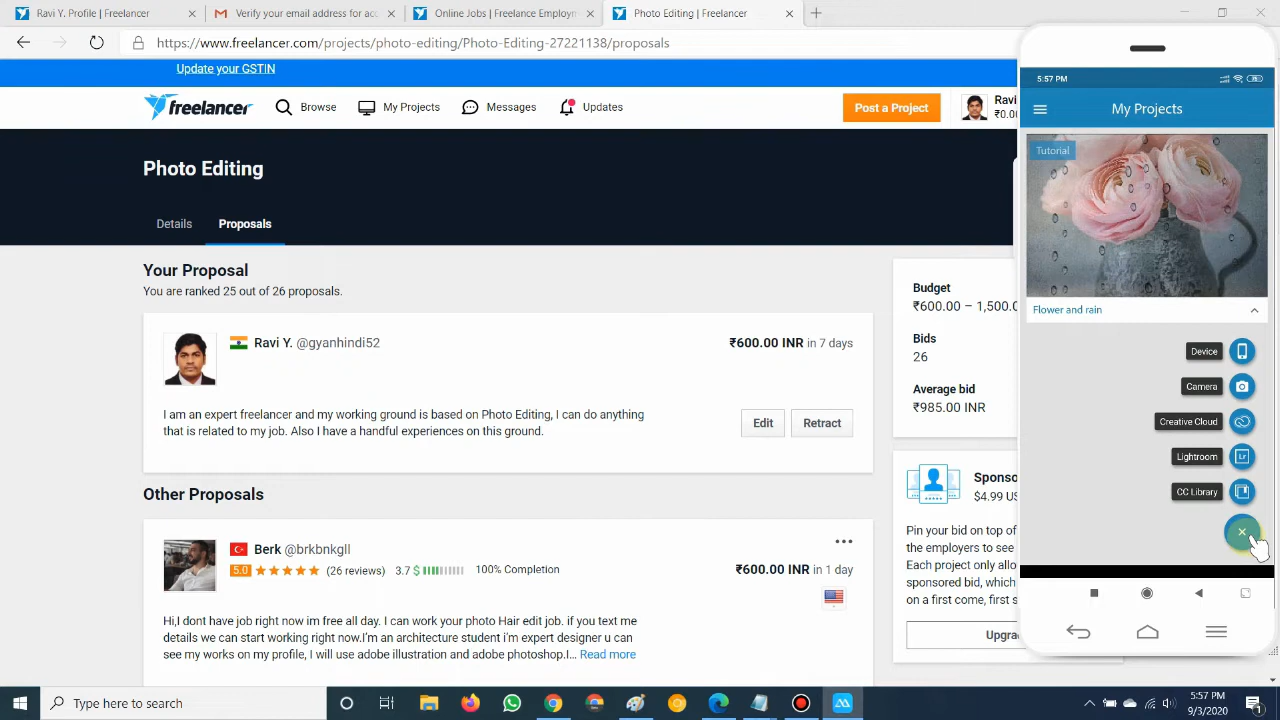 Ravi Y. Profile | Freelancer
Verify your email address for acc
Online Jobs | Freelance Employm
Photo Editing | Freelancer
https://www.freelancer.com/projects/photo-editing/Photo-Editing-27221138/proposals
Update your GSTIN
freelancer
Browse
My Projects
Messages
Updates
Post a Project
Ravi
₹0.00
Photo Editing
Details
Proposals
Your Proposal
You are ranked 25 out of 26 proposals.
Ravi Y. @gyanhindi52
₹600.00 INR in 7 days
I am an expert freelancer and my working ground is based on Photo Editing, I can do anything
that is related to my job. Also I have a handful experiences on this ground.
Edit
Retract
Other Proposals
Berk @brkbnkgll
5.0
(26 reviews)
3.7 $
100% Completion
₹600.00 INR in 1 day
Hi,I dont have job right now im free all day. I can work your photo Hair edit job. if you text me
details we can start working right now.I'm an architecture student i'm expert designer u can
see my works on my profile, I will use adobe illustration and adobe photoshop.I... Read more
Budget
₹600.00 – 1,500.0
Bids
26
Average bid
₹985.00 INR
Sponso
$4.99 US
Pin your bid on top of
the employers to see
Each project only allo
sponsored bid, which
on a first come, first s
Upgra
5:57 PM
My Projects
Tutorial
Flower and rain
Device
Camera
Creative Cloud
Lightroom
Lr
CC Library
Type here to search
5:57 PM
9/3/2020
1